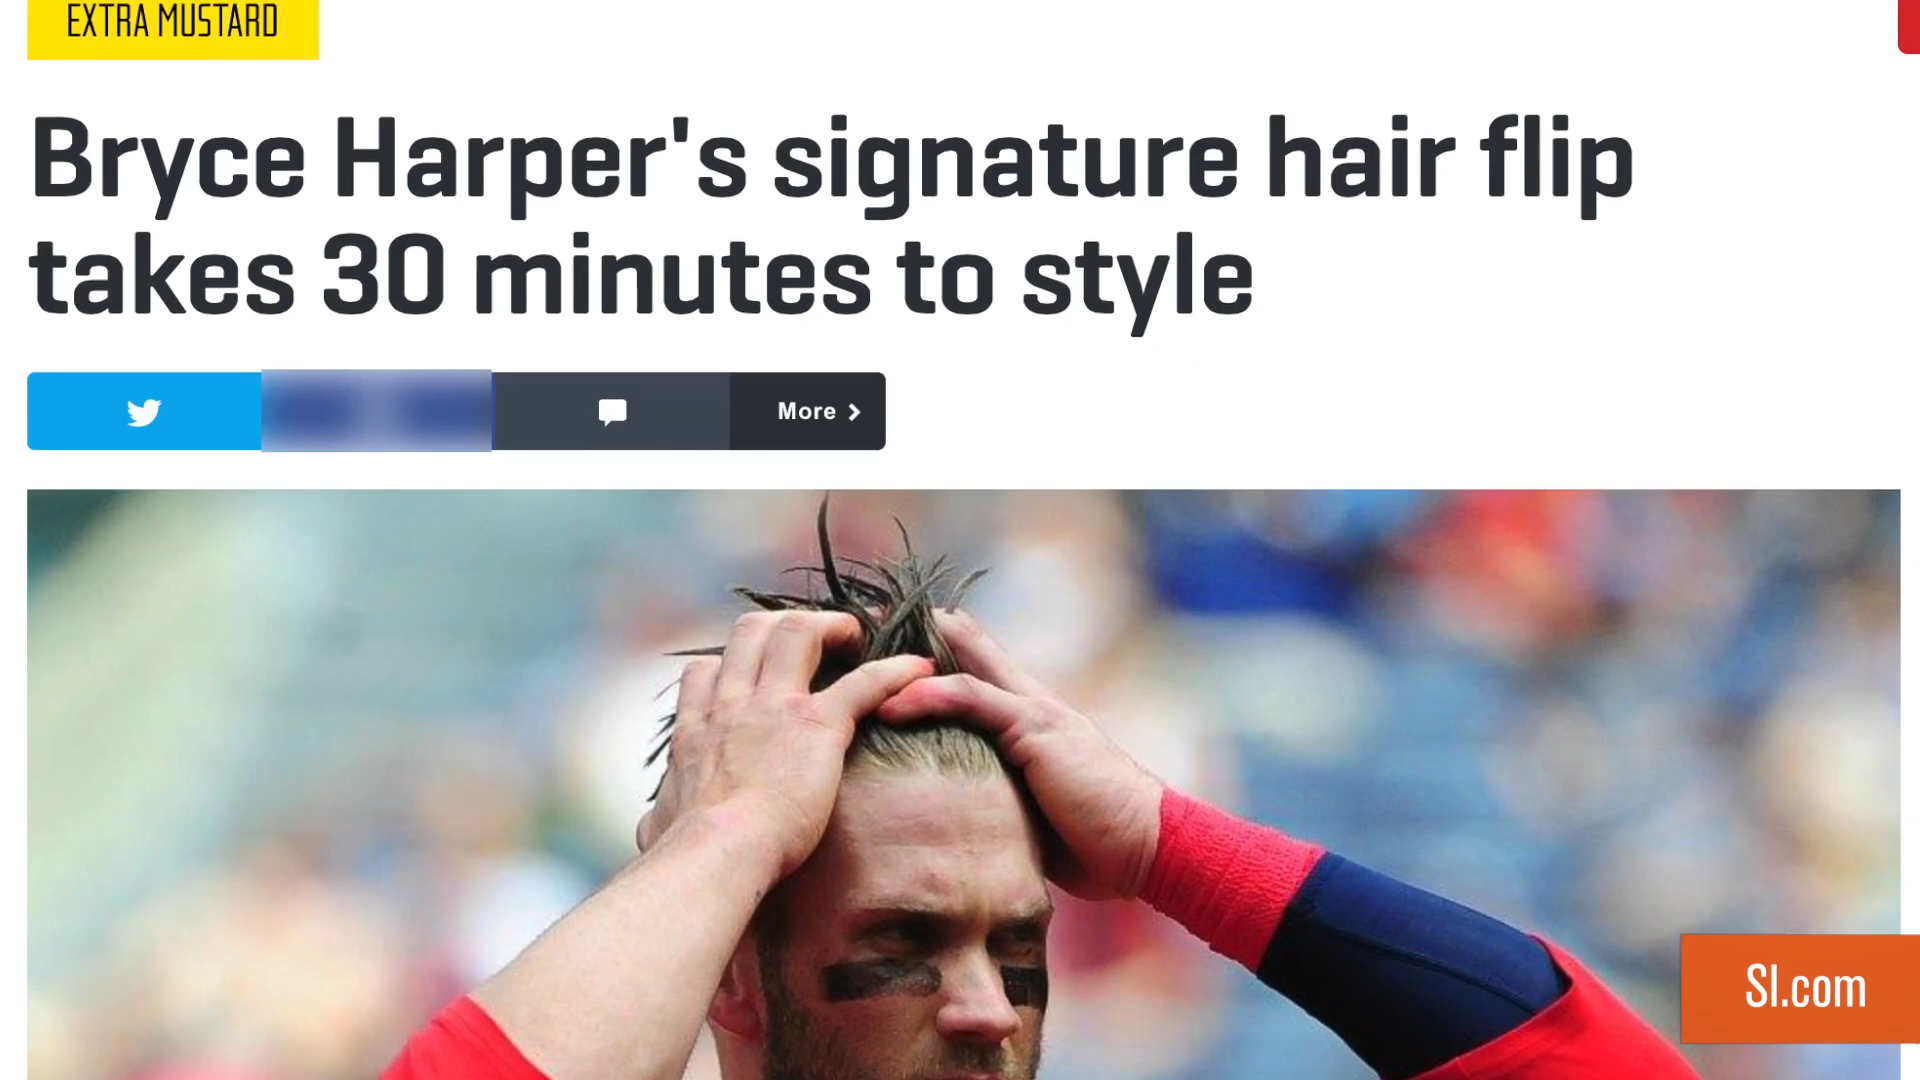 EXTRA MUSTARD
Bryce Harper's signature hair flip
takes 30 minutes to style
More
SI.com